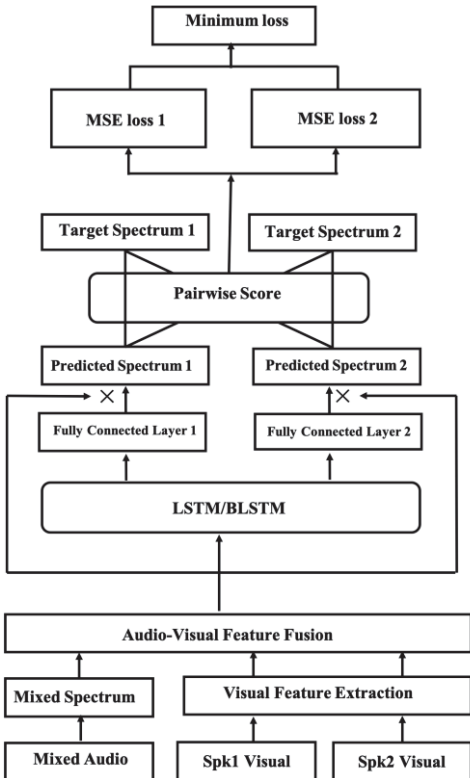 Minimum loss
MSE loss 1
MSE loss 2
Target Spectrum 1
Target Spectrum 2
Pairwise Score
Predicted Spectrum 1
Predicted Spectrum 2
×
×
Fully Connected Layer 1
Fully Connected Layer 2
LSTM/BLSTM
Audio-Visual Feature Fusion
Mixed Spectrum
Visual Feature Extraction
Mixed Audio
Spk1 Visual
Spk2 Visual